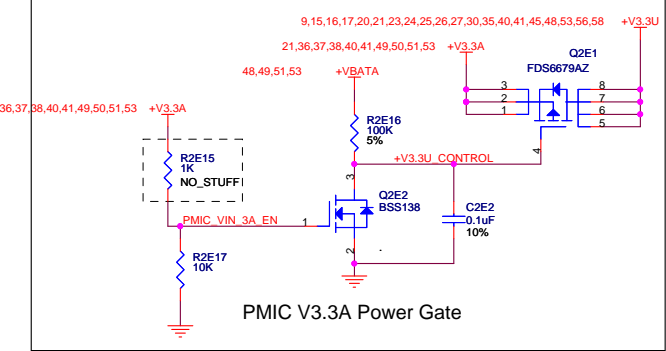 9,15,16,17,20,21,23,24,25,26,27,30,35,40,41,45,48,53,56,58 +V3.3U
21,36,37,38,40,41,49,50,51,53 +V3.3A
Q2E1
FDS6679AZ
48,49,51,53 +VBATA
3 8
2 7
1 6
5
4
36,37,38,40,41,49,50,51,53 +V3.3A
R2E16
100K
5%
+V3.3U_CONTROL
R2E15
1K
NO_STUFF
3
Q2E2
BSS138
C2E2
0.1uF
10%
PMIC_VIN_3A_EN 1
2
R2E17
10K
PMIC V3.3A Power Gate